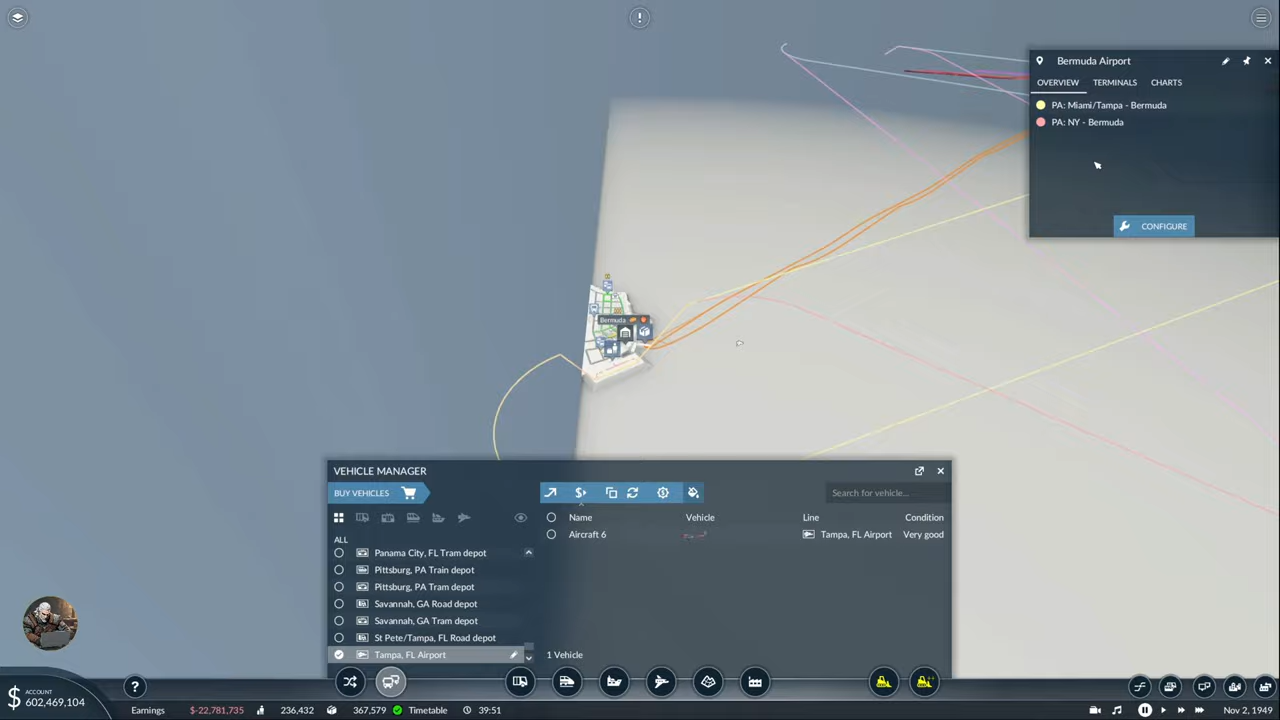 Bermuda Airport
OVERVIEW TERMINALS CHARTS
PA: Miami/Tampa - Bermuda
PA: NY - Bermuda
CONFIGURE
Bermuda
VEHICLE MANAGER
BUY VEHICLES
Search for vehicle...
Name Vehicle Line Condition
ALL
Aircraft 6 Tampa, FL Airport Very good
Panama City, FL Tram depot
Pittsburg, PA Train depot
Pittsburg, PA Tram depot
Savannah, GA Road depot
Savannah, GA Tram depot
St Pete/Tampa, FL Road depot
Tampa, FL Airport
1 Vehicle
$ ACCOUNT
602,469,104
?
Earnings $-22,781,735 236,432 367,579 Timetable 39:51 Nov 2, 1949